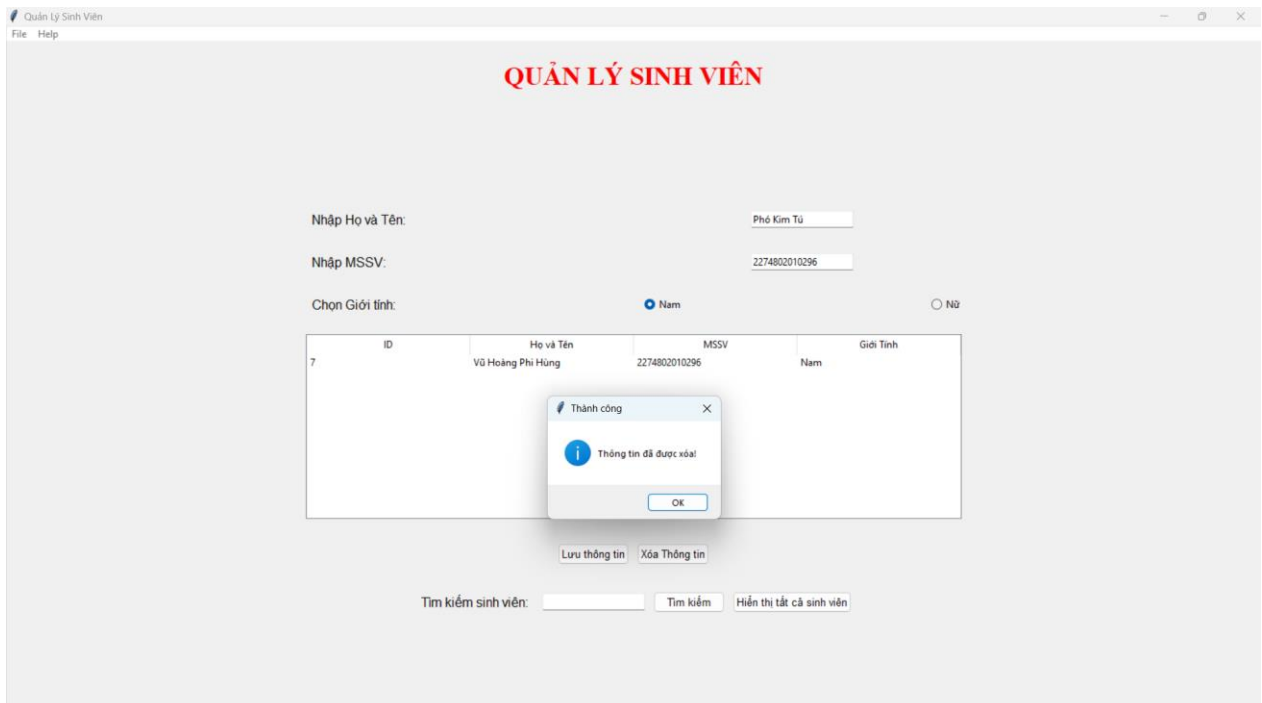 Quản Lý Sinh Viên
File Help
QUẢN LÝ SINH VIÊN
Nhập Họ và Tên: Phó Kim Tú
Nhập MSSV: 2274802010296
Chọn Giới tính: Nam Nữ
ID Họ và Tên MSSV Giới Tính
7 Vũ Hoàng Phi Hùng 2274802010296 Nam
Thành công
Thông tin đã được xóa!
OK
Lưu thông tin Xóa Thông tin
Tìm kiếm sinh viên: Tìm kiếm Hiển thị tất cả sinh viên